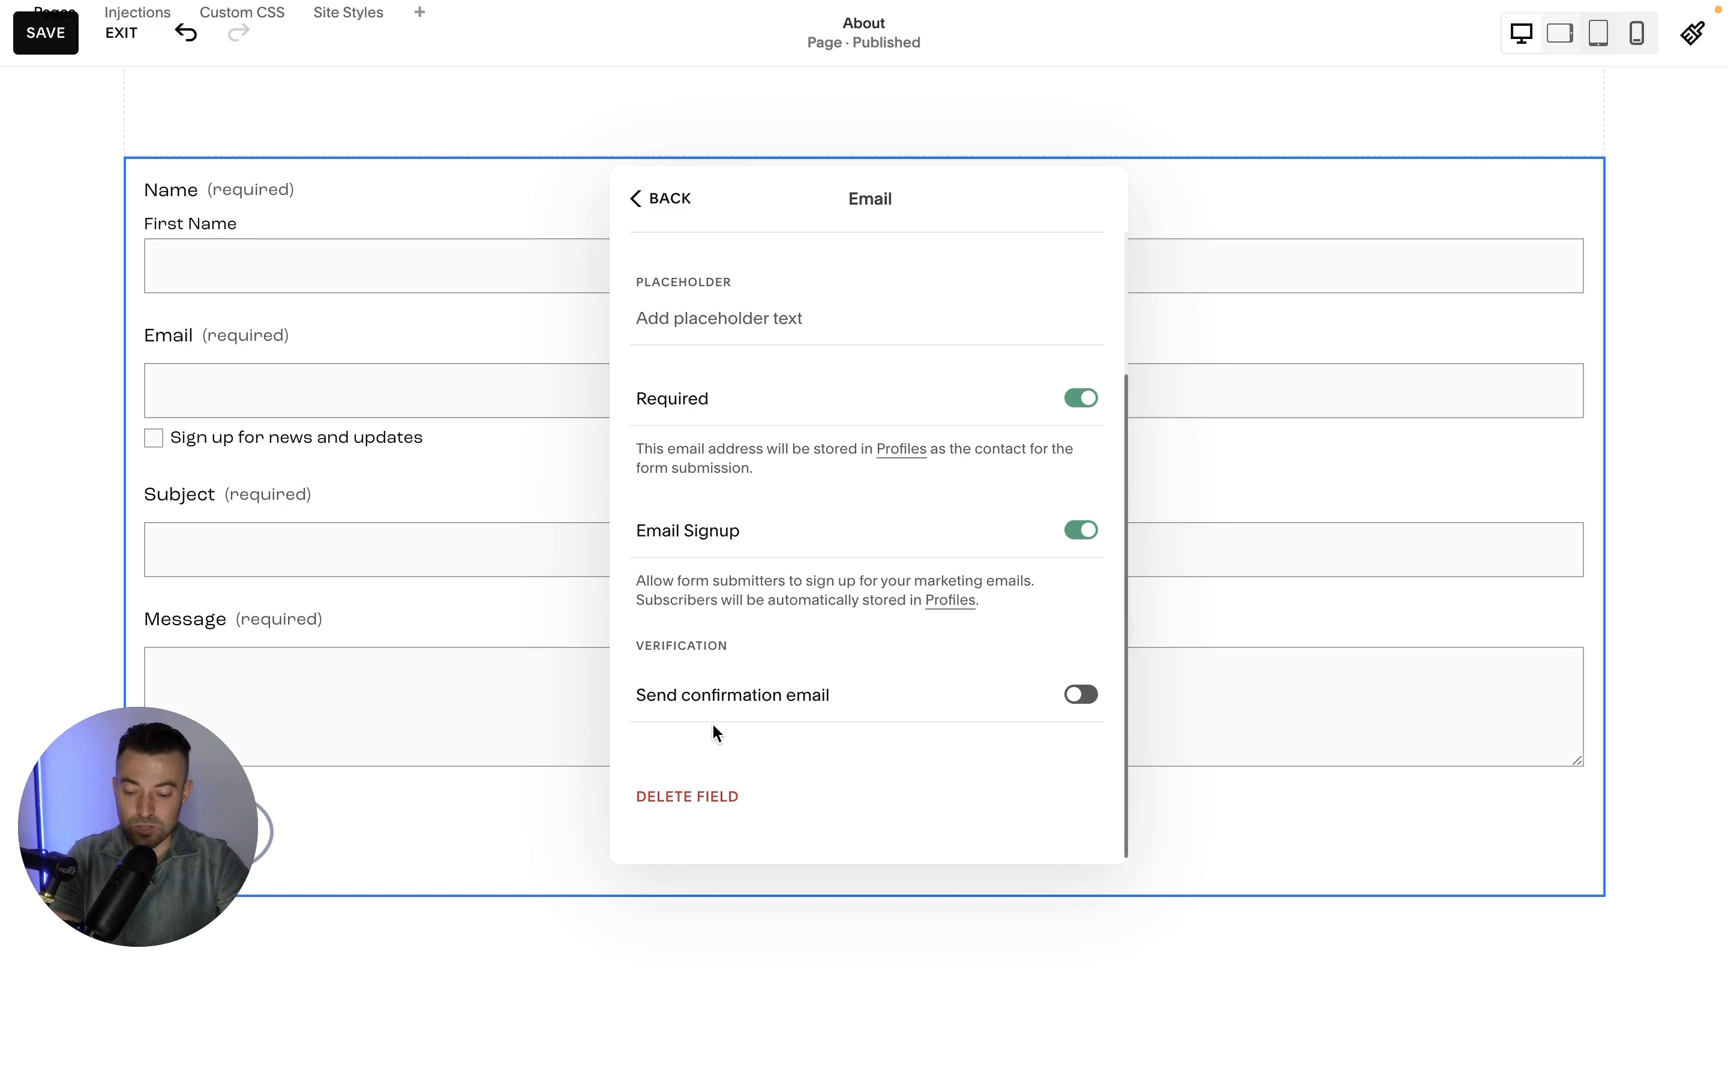 Pages Injections Custom CSS Site Styles +
SAVE EXIT
About
Page · Published
Name (required)
First Name
Email (required)
Sign up for news and updates
Subject (required)
Message (required)
BACK
Email
PLACEHOLDER
Add placeholder text
Required
This email address will be stored in Profiles as the contact for the
form submission.
Email Signup
Allow form submitters to sign up for your marketing emails.
Subscribers will be automatically stored in Profiles.
VERIFICATION
Send confirmation email
DELETE FIELD